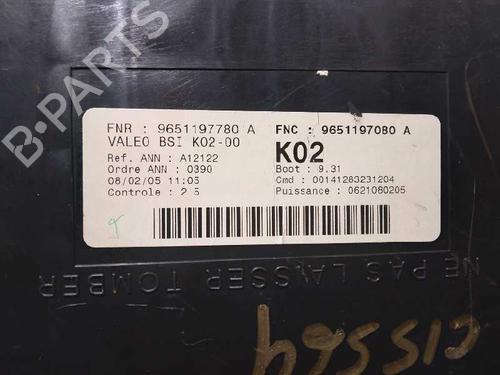 FNR : 9651197780 A
FNC : 9651197080 A
VALEO BSI K02-00
K02
Ref. ANN : A12122
Boot : 9.31
Ordre ANN : 0390
Cmd : 00141283231204
08/02/05 11:05
Puissance : 0621080205
Controle : 2.5
NE PAS LAISSER TOMBER
B-PARTS